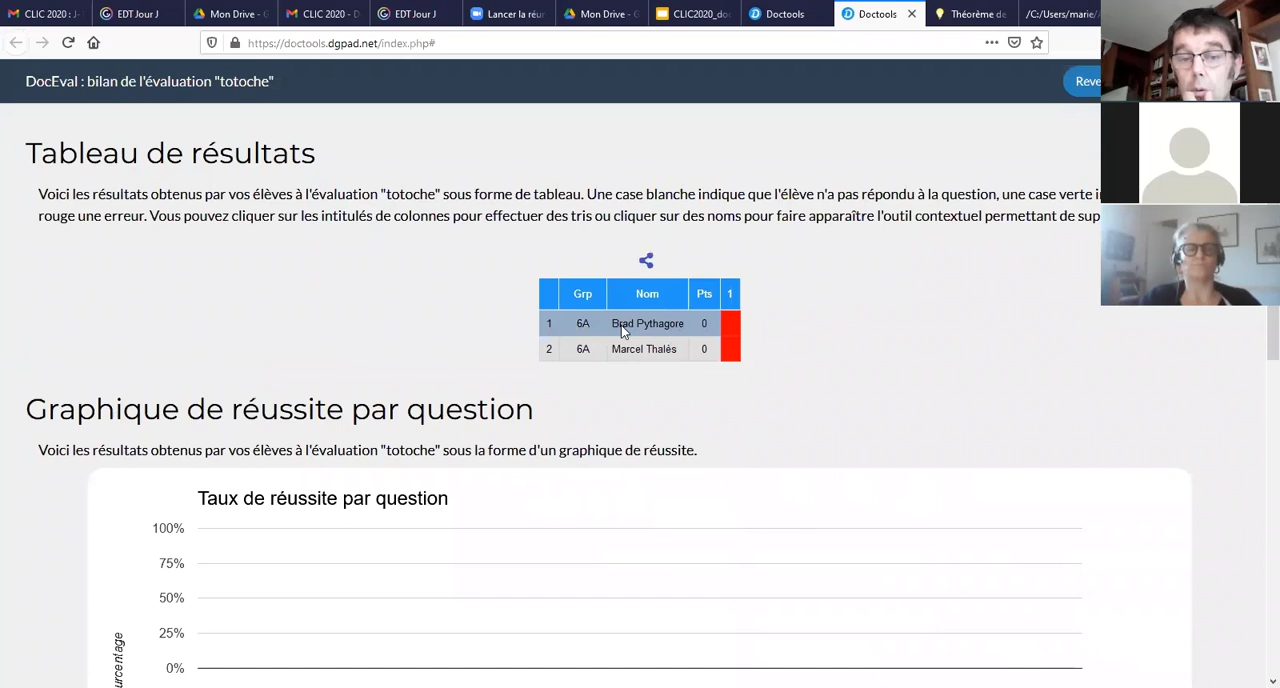 CLIC 2020 : J-
EDT Jour J
Mon Drive - G
CLIC 2020 - D
EDT Jour J
Lancer la réun
Mon Drive - G
CLIC2020_do
Doctools
Doctools
Théorème de
/C:/Users/marie/
https://doctools.dgpad.net/index.php#
DocEval : bilan de l'évaluation "totoche"
Reve
Tableau de résultats
Voici les résultats obtenus par vos élèves à l'évaluation "totoche" sous forme de tableau. Une case blanche indique que l'élève n'a pas répondu à la question, une case verte
rouge une erreur. Vous pouvez cliquer sur les intitulés de colonnes pour effectuer des tris ou cliquer sur des noms pour faire apparaître l'outil contextuel permettant de sup
Grp Nom Pts 1
1 6A Brad Pythagore 0
2 6A Marcel Thalès 0
Graphique de réussite par question
Voici les résultats obtenus par vos élèves à l'évaluation "totoche" sous la forme d'un graphique de réussite.
Taux de réussite par question
100%
75%
50%
25%
0%
urcentage